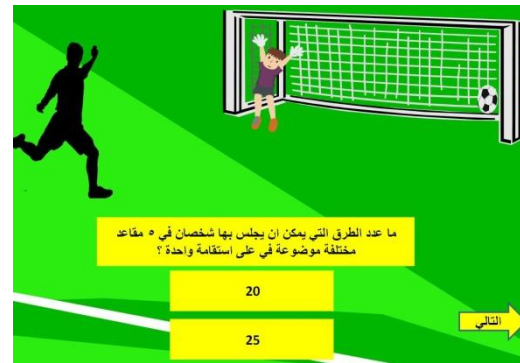 ما عدد الطرق التي يمكن ان يجلس بها شخصان في ٥ مقاعد
مختلفة موضوعة في على استقامة واحدة ؟
20
25
التالي